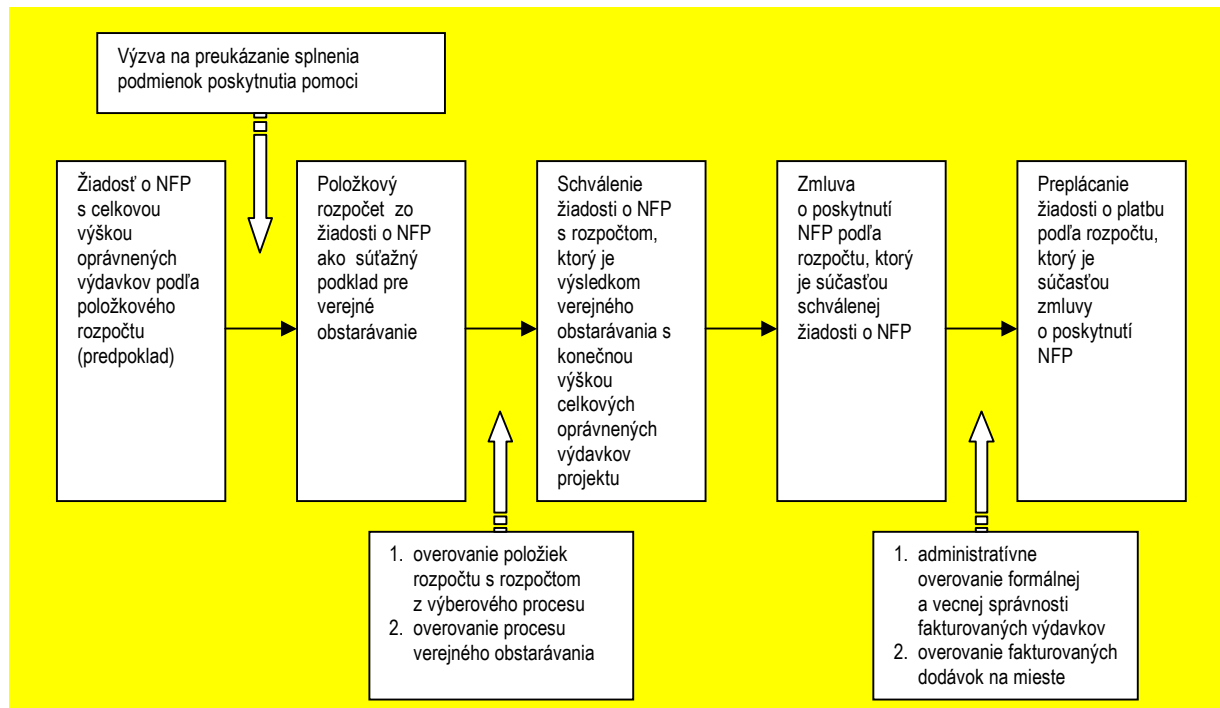 Výzva na preukázanie splnenia
podmienok poskytnutia pomoci
Žiadosť o NFP
s celkovou
výškou
oprávnených
výdavkov podľa
položkového
rozpočtu
(predpoklad)
Položkový
rozpočet zo
žiadosti o NFP
ako súťažný
podklad pre
verejné
obstarávanie
Schválenie
žiadosti o NFP
s rozpočtom,
ktorý je
výsledkom
verejného
obstarávania s
konečnou
výškou
celkových
oprávnených
výdavkov
projektu
Zmluva
o poskytnutí
NFP podľa
rozpočtu, ktorý
je súčasťou
schválenej
žiadosti o NFP
Preplácanie
žiadosti o platbu
podľa rozpočtu,
ktorý je
súčasťou
zmluvy
o poskytnutí
NFP
1. overovanie položiek
rozpočtu s rozpočtom
z výberového procesu
2. overovanie procesu
verejného obstarávania
1. administratívne
overovanie formálnej
a vecnej správnosti
fakturovaných výdavkov
2. overovanie fakturovaných
dodávok na mieste